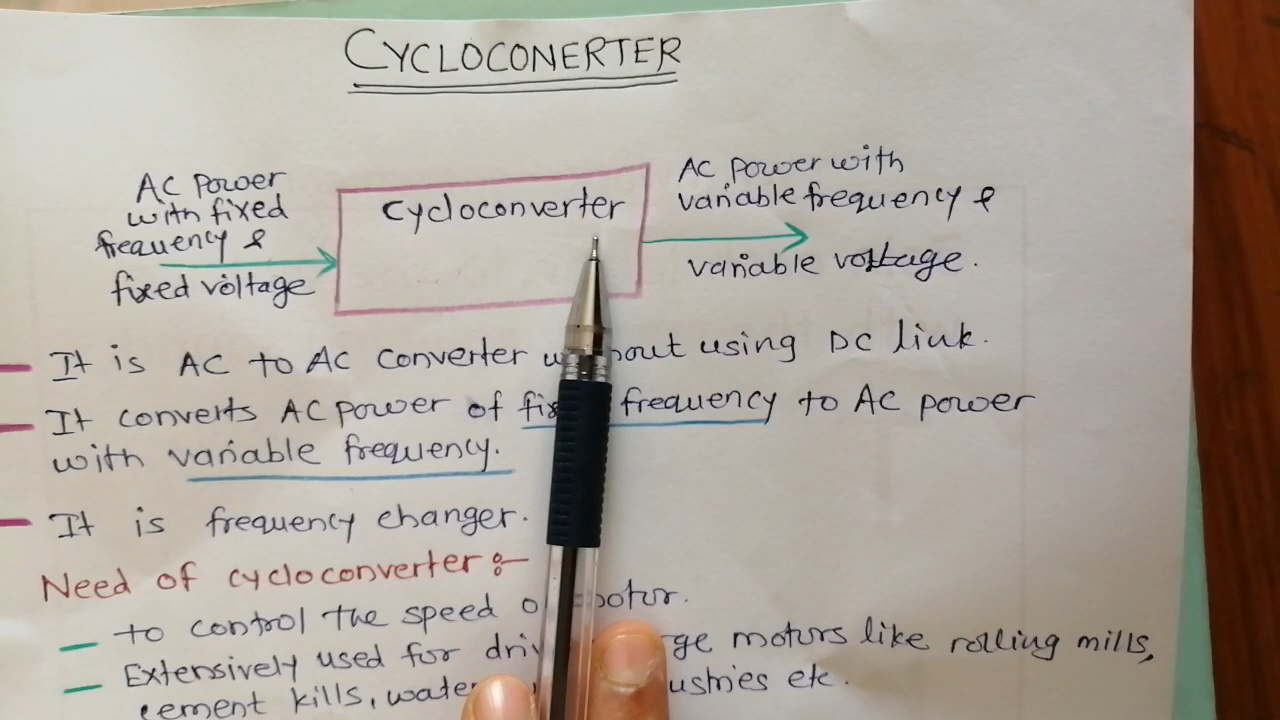 CYCLOCONERTER
AC Power
with fixed
frequency &
fixed voltage
Cycloconverter
AC Power with
variable frequency &
variable voltage.
It is AC to AC converter using DC link.
It converts AC power of frequency to AC power
with variable frequency.
It is frequency changer.
Need of cycloconverter :-
to control the speed
Extensively used for motors like rolling mills,
cement kills, water etc.